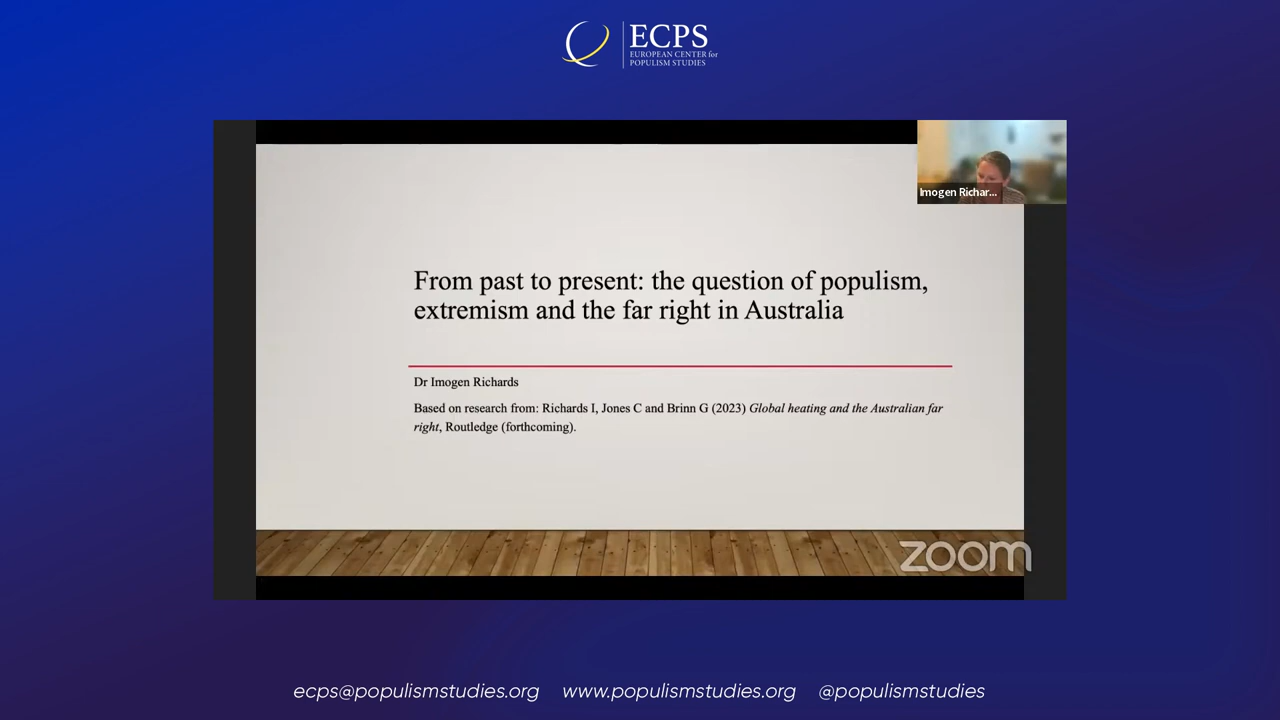 ECPS
EUROPEAN CENTER for
POPULISM STUDIES
Imogen Richar...
From past to present: the question of populism,
extremism and the far right in Australia
Dr Imogen Richards
Based on research from: Richards I, Jones C and Brinn G (2023) Global heating and the Australian far
right, Routledge (forthcoming).
zoom
ecps@populismstudies.org www.populismstudies.org @populismstudies